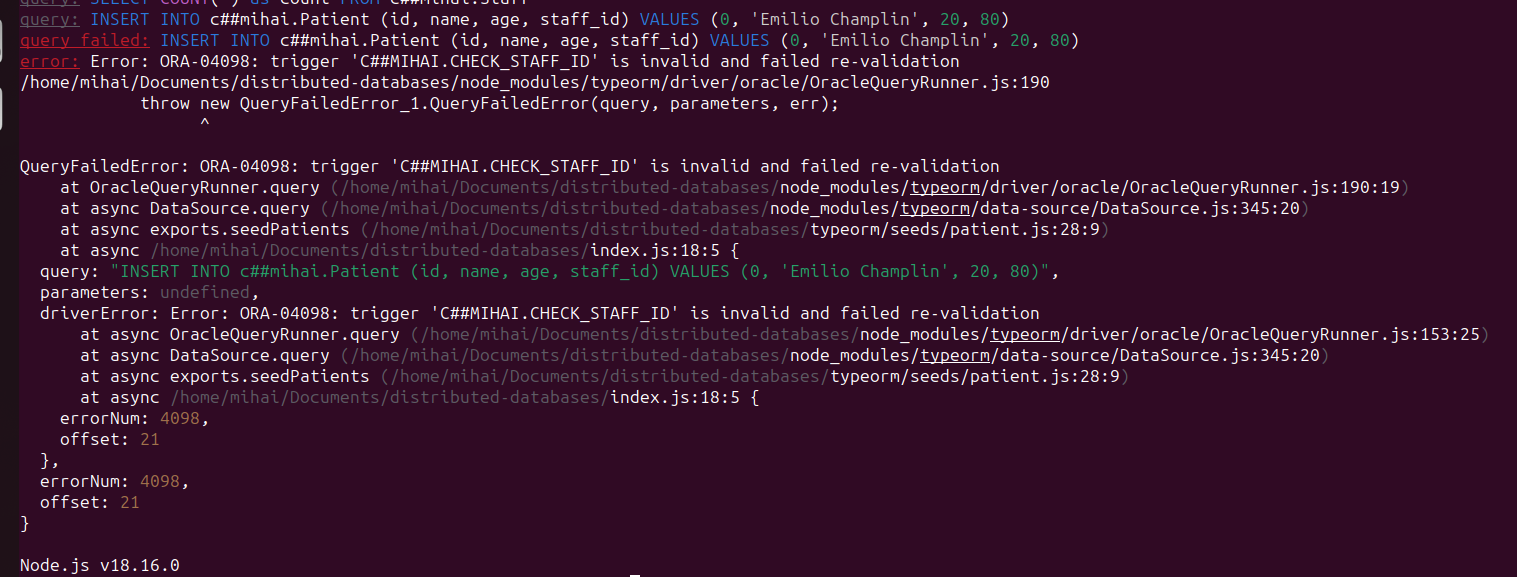 query: SELECT COUNT(*) as Count FROM C##Mihai.Staff
query: INSERT INTO c##mihai.Patient (id, name, age, staff_id) VALUES (0, 'Emilio Champlin', 20, 80)
query failed: INSERT INTO c##mihai.Patient (id, name, age, staff_id) VALUES (0, 'Emilio Champlin', 20, 80)
error: Error: ORA-04098: trigger 'C##MIHAI.CHECK_STAFF_ID' is invalid and failed re-validation
/home/mihai/Documents/distributed-databases/node_modules/typeorm/driver/oracle/OracleQueryRunner.js:190
            throw new QueryFailedError_1.QueryFailedError(query, parameters, err);
                  ^
QueryFailedError: ORA-04098: trigger 'C##MIHAI.CHECK_STAFF_ID' is invalid and failed re-validation
    at OracleQueryRunner.query (/home/mihai/Documents/distributed-databases/node_modules/typeorm/driver/oracle/OracleQueryRunner.js:190:19)
    at async DataSource.query (/home/mihai/Documents/distributed-databases/node_modules/typeorm/data-source/DataSource.js:345:20)
    at async exports.seedPatients (/home/mihai/Documents/distributed-databases/typeorm/seeds/patient.js:28:9)
    at async /home/mihai/Documents/distributed-databases/index.js:18:5 {
  query: "INSERT INTO c##mihai.Patient (id, name, age, staff_id) VALUES (0, 'Emilio Champlin', 20, 80)",
  parameters: undefined,
  driverError: Error: ORA-04098: trigger 'C##MIHAI.CHECK_STAFF_ID' is invalid and failed re-validation
      at async OracleQueryRunner.query (/home/mihai/Documents/distributed-databases/node_modules/typeorm/driver/oracle/OracleQueryRunner.js:153:25)
      at async DataSource.query (/home/mihai/Documents/distributed-databases/node_modules/typeorm/data-source/DataSource.js:345:20)
      at async exports.seedPatients (/home/mihai/Documents/distributed-databases/typeorm/seeds/patient.js:28:9)
      at async /home/mihai/Documents/distributed-databases/index.js:18:5 {
    errorNum: 4098,
    offset: 21
  },
  errorNum: 4098,
  offset: 21
}
Node.js v18.16.0